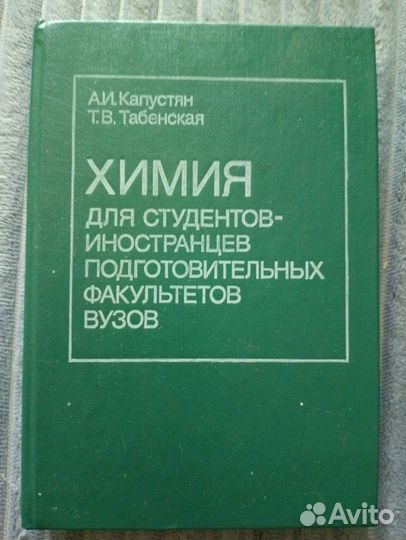 А.И. Капустян
Т.В. Табенская
ХИМИЯ
ДЛЯ СТУДЕНТОВ-
ИНОСТРАНЦЕВ
ПОДГОТОВИТЕЛЬНЫХ
ФАКУЛЬТЕТОВ
ВУЗОВ
Avito